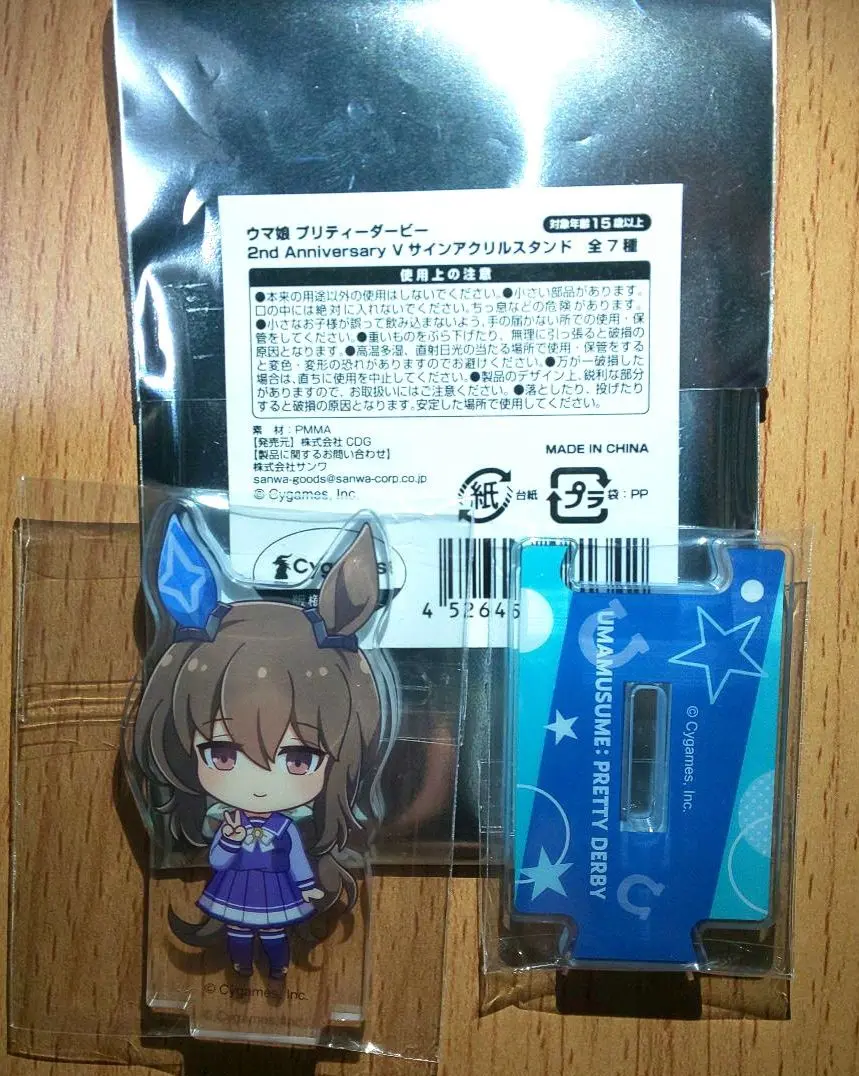 ウマ娘 プリティーダービー
対象年齢15歳以上
2nd Anniversary V サインアクリルスタンド 全7種
使用上の注意
●本来の用途以外の使用はしないでください。●小さい部品があります。
口の中には絶対に入れないでください。ちっ息などの危険があります。
●小さなお子様が誤って飲み込まないよう、手の届かない所での使用・保
管をしてください。●重いものをぶら下げたり、無理に引っ張ると破損の
原因となります。●高温多湿、直射日光の当たる場所で使用・保管をする
と変色・変形の恐れがありますのでお避けください。●万が一破損した
場合は、直ちに使用を中止してください。●製品のデザイン上、鋭利な部分
がありますので、お取扱いにはご注意ください。●落としたり、投げたり
すると破損の原因となります。安定した場所で使用してください。
素 材:PMMA
【発売元】株式会社 CDG
【製品に関するお問い合わせ】
株式会社サンワ
sanwa-goods@sanwa-corp.co.jp
© Cygames, Inc.
MADE IN CHINA
紙 台紙 プラ 袋:PP
4 52645
UMAMUSUME: PRETTY DERBY
© Cygames, Inc.
© Cygames, Inc.
© Cygames, Inc.